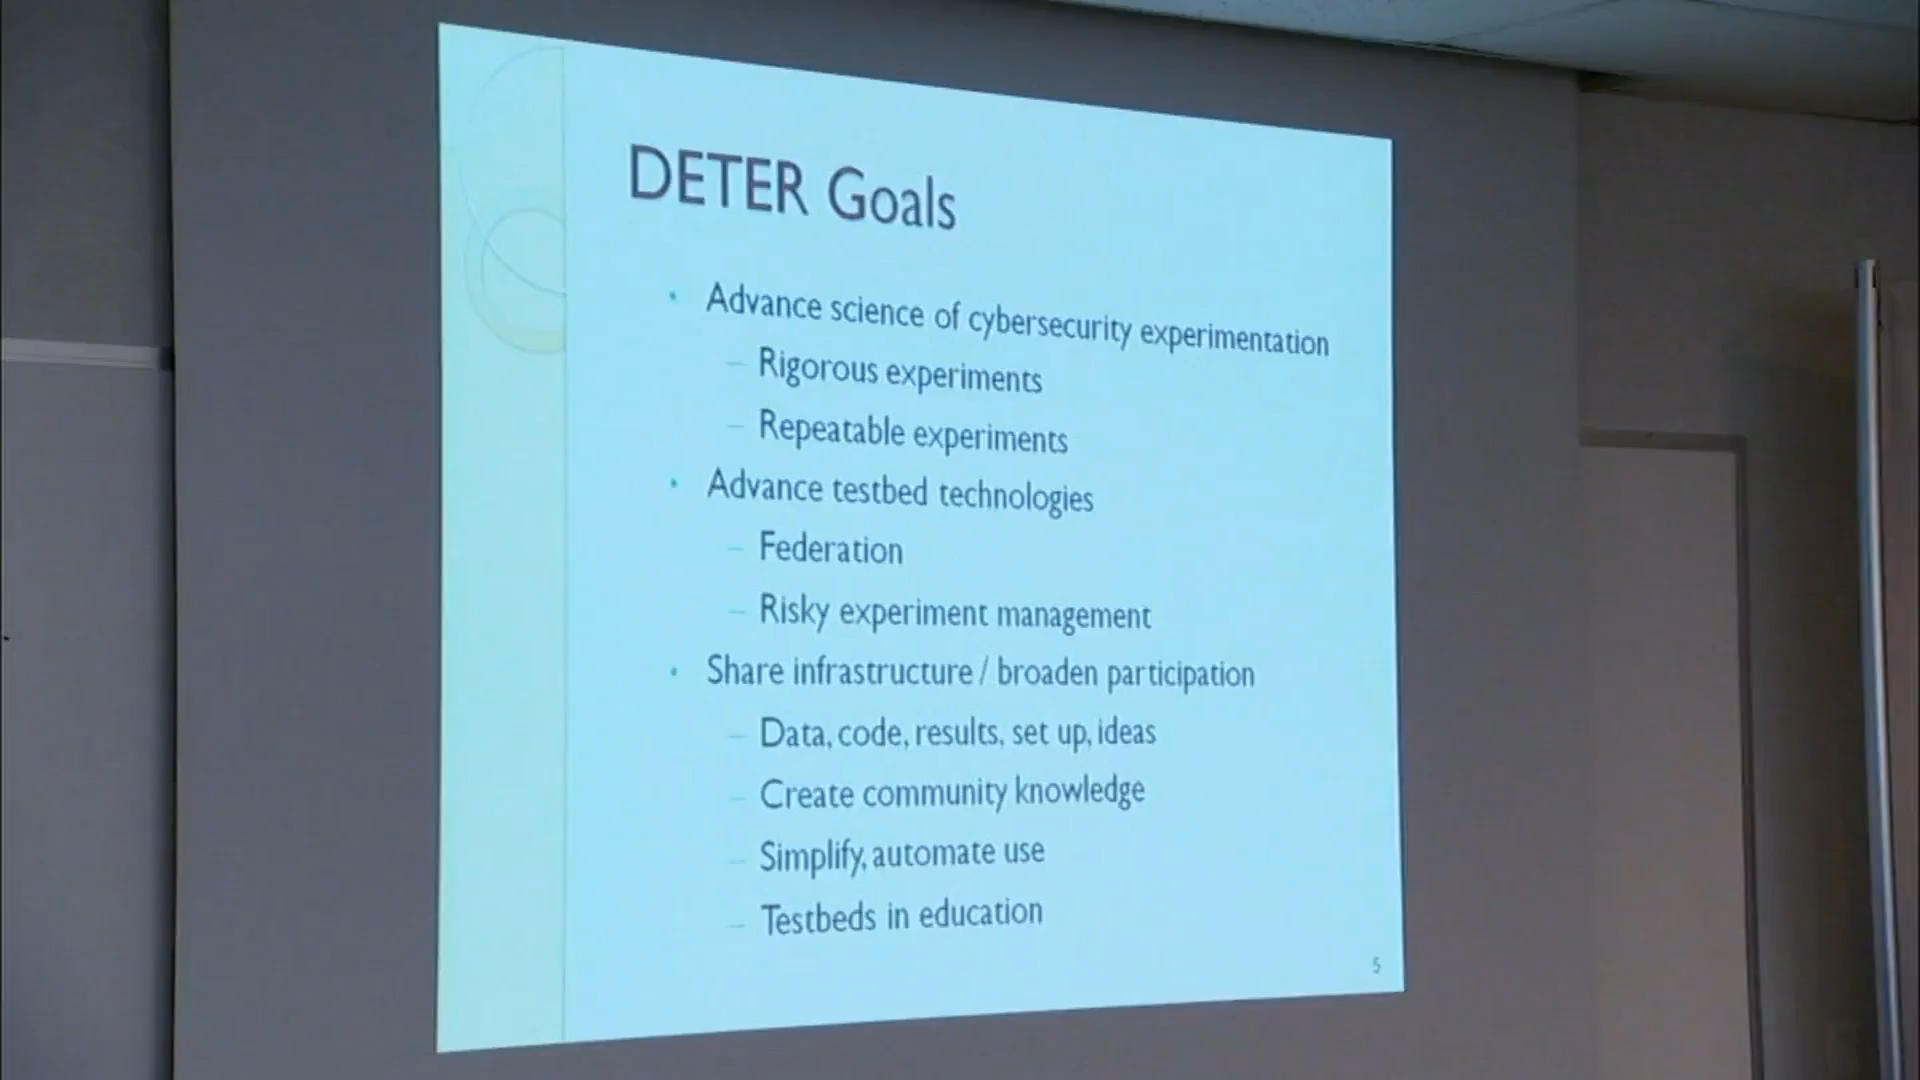 DETER Goals
• Advance science of cybersecurity experimentation
– Rigorous experiments
– Repeatable experiments
• Advance testbed technologies
– Federation
– Risky experiment management
• Share infrastructure / broaden participation
– Data, code, results, set up, ideas
– Create community knowledge
– Simplify, automate use
– Testbeds in education
5